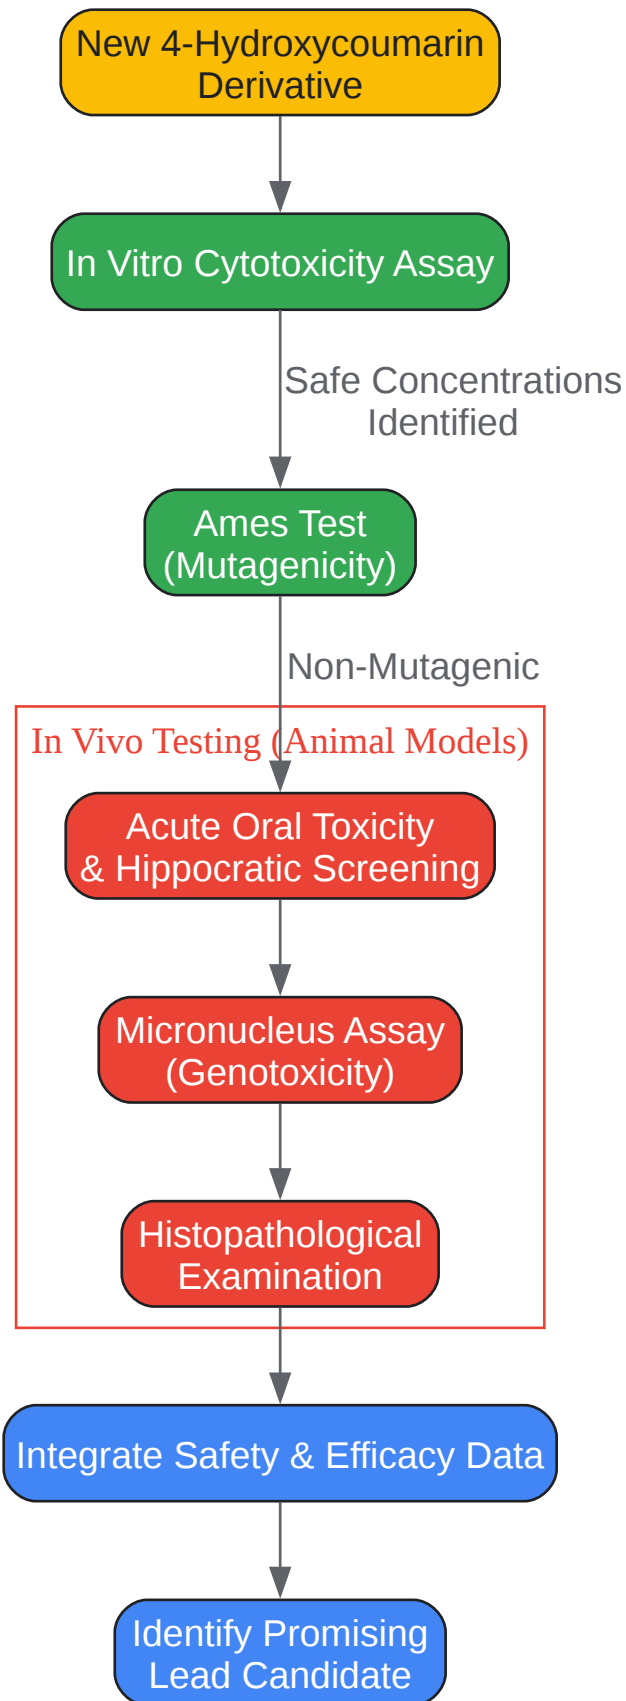 New 4-Hydroxycoumarin
Derivative
In Vitro Cytotoxicity Assay
Safe Concentrations
Identified
Ames Test
(Mutagenicity)
Non-Mutagenic
In Vivo Testing (Animal Models)
Acute Oral Toxicity
& Hippocratic Screening
Micronucleus Assay
(Genotoxicity)
Histopathological
Examination
Integrate Safety & Efficacy Data
Identify Promising
Lead Candidate